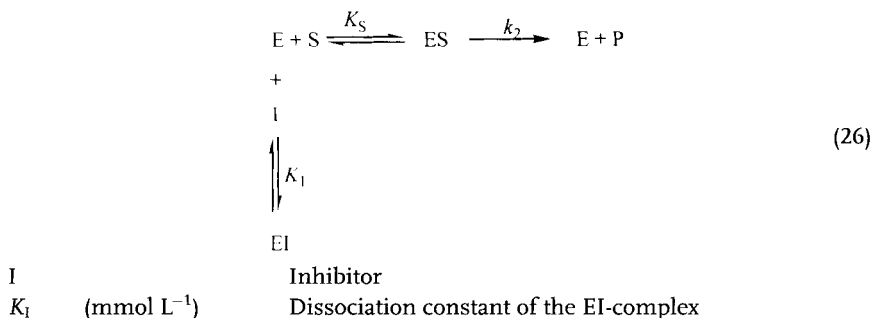 K_S k_2
E + S ES E + P
+
I
(26)
K_I
EI
I Inhibitor
K_I (mmol L⁻¹) Dissociation constant of the EI-complex